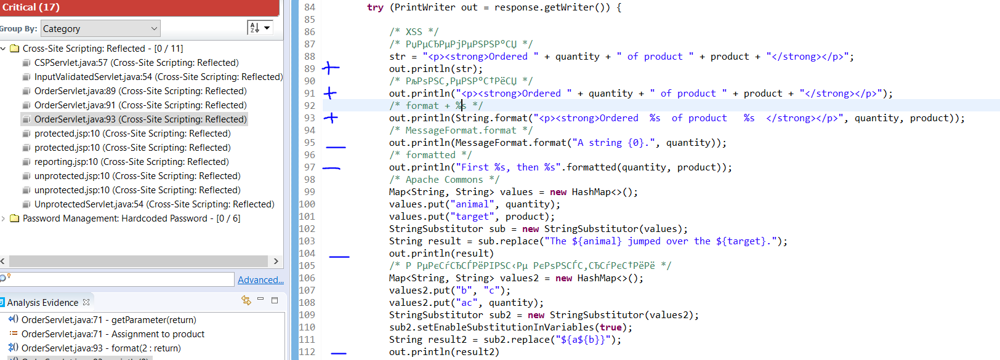 Critical (17)
Group By: Category
Cross-Site Scripting: Reflected - [0 / 11]
CSPServlet.java:57 (Cross-Site Scripting: Reflected)
InputValidatedServlet.java:54 (Cross-Site Scripting: Reflected)
OrderServlet.java:89 (Cross-Site Scripting: Reflected)
OrderServlet.java:91 (Cross-Site Scripting: Reflected)
OrderServlet.java:93 (Cross-Site Scripting: Reflected)
protected.jsp:10 (Cross-Site Scripting: Reflected)
protected.jsp:10 (Cross-Site Scripting: Reflected)
reporting.jsp:10 (Cross-Site Scripting: Reflected)
unprotected.jsp:10 (Cross-Site Scripting: Reflected)
unprotected.jsp:10 (Cross-Site Scripting: Reflected)
UnprotectedServlet.java:54 (Cross-Site Scripting: Reflected)
Password Management: Hardcoded Password - [0 / 6]
Advanced...
Analysis Evidence
OrderServlet.java:71 - getParameter(return)
OrderServlet.java:71 - Assignment to product
OrderServlet.java:93 - format(2 : return)
84 try (PrintWriter out = response.getWriter()) {
85
86 /* XSS */
87 /* РџРµСЂРµРјРµРЅРЅР°СЏ */
88 str = "<p><strong>Ordered " + quantity + " of product " + product + "</strong></p>";
89 out.println(str);
90 /* РљРѕРЅС‚РµРЅР°С†РёСЏ */
91 out.println("<p><strong>Ordered " + quantity + " of product " + product + "</strong></p>");
92 /* format + %s */
93 out.println(String.format("<p><strong>Ordered  %s  of product   %s  </strong></p>", quantity, product));
94 /* MessageFormat.format */
95 out.println(MessageFormat.format("A string {0}.", quantity));
96 /* formatted */
97 out.println("First %s, then %s".formatted(quantity, product));
98 /* Apache Commons */
99 Map<String, String> values = new HashMap<>();
100 values.put("animal", quantity);
101 values.put("target", product);
102 StringSubstitutor sub = new StringSubstitutor(values);
103 String result = sub.replace("The ${animal} jumped over the ${target}.");
104 out.println(result)
105 /* Р РµРєСѓСЂСЃРёРІРЅС‹Рµ РєРѕРЅСЃС‚СЂСѓРєС†РёРё */
106 Map<String, String> values2 = new HashMap<>();
107 values2.put("b", "c");
108 values2.put("ac", quantity);
109 StringSubstitutor sub2 = new StringSubstitutor(values2);
110 sub2.setEnableSubstitutionInVariables(true);
111 String result2 = sub2.replace("${a${b}}");
112 out.println(result2)